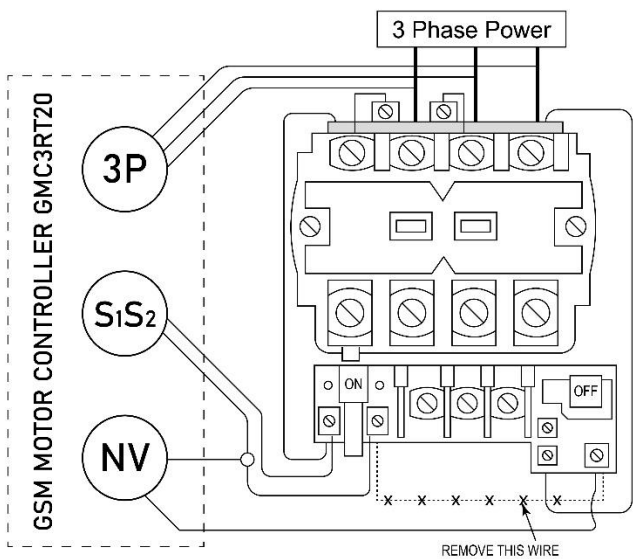 3 Phase Power
GSM MOTOR CONTROLLER GMC3RT20
3P
S1S2
NV
ON
OFF
x x x x x x
REMOVE THIS WIRE